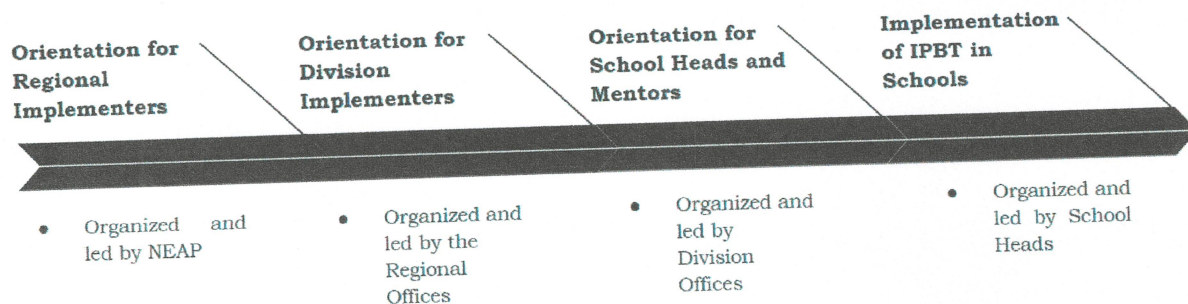 Orientation for
Regional
Implementers
Orientation for
Division
Implementers
Orientation for
School Heads and
Mentors
Implementation
of IPBT in
Schools
• Organized and
led by NEAP
• Organized and
led by the
Regional
Offices
• Organized and
led by
Division
Offices
• Organized and
led by School
Heads